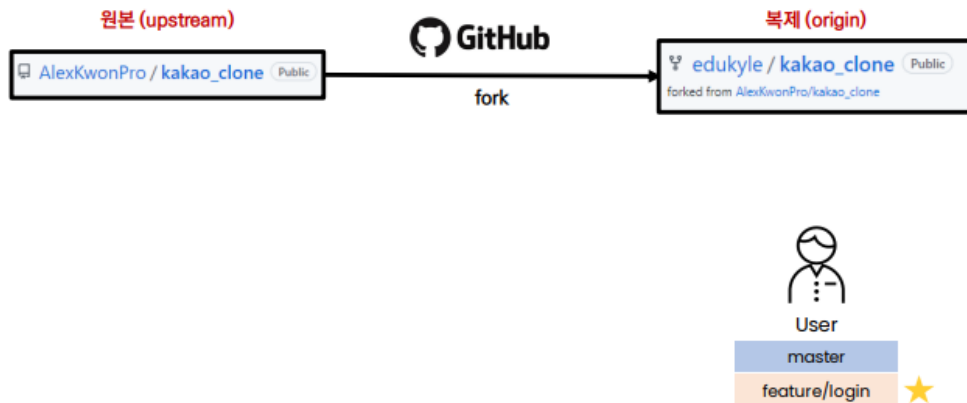 원본 (upstream)
복제 (origin)
GitHub
AlexKwonPro / kakao_clone Public
edukyle / kakao_clone Public
forked from AlexKwonPro/kakao_clone
fork
User
master
feature/login